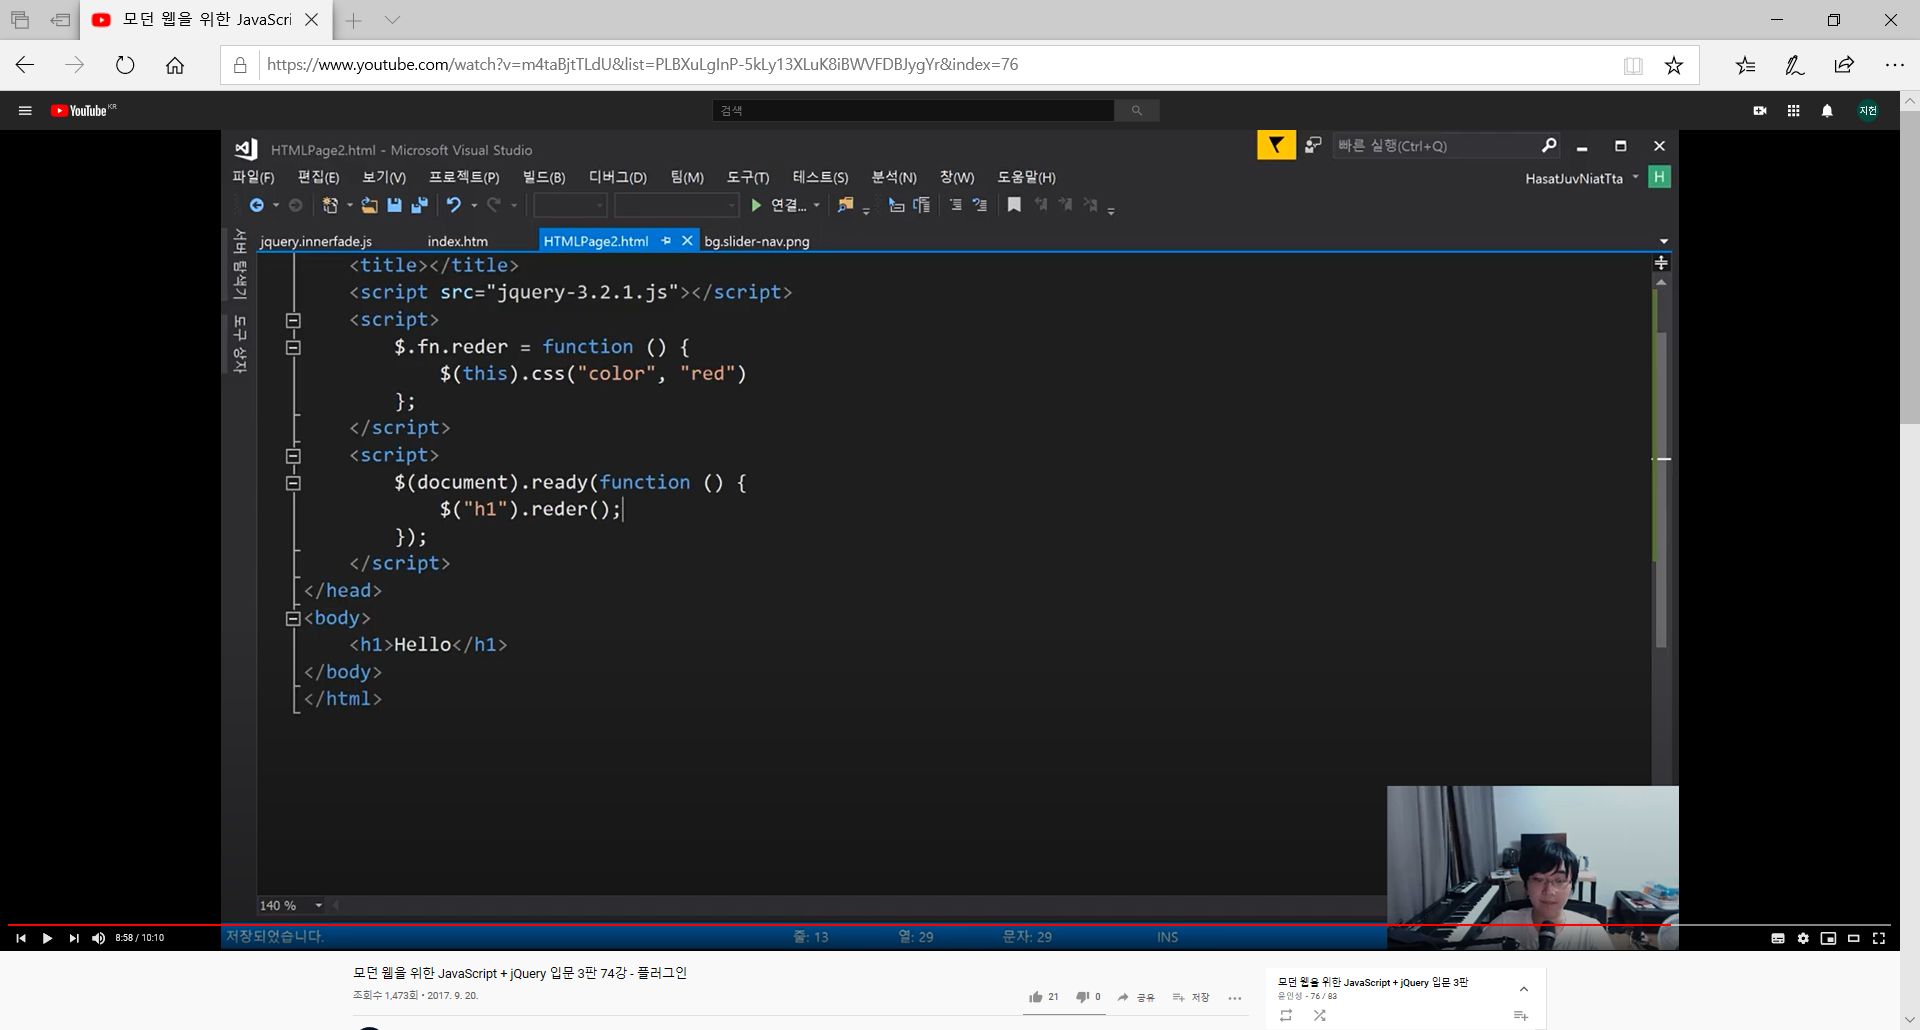 모던 웹을 위한 JavaScri
https://www.youtube.com/watch?v=m4taBjtTLdU&list=PLBXuLgInP-5kLy13XLuK8iBWVFDBJygYr&index=76
YouTube KR
검색
지헌
HTMLPage2.html - Microsoft Visual Studio
빠른 실행(Ctrl+Q)
파일(F) 편집(E) 보기(V) 프로젝트(P) 빌드(B) 디버그(D) 팀(M) 도구(T) 테스트(S) 분석(N) 창(W) 도움말(H)
HasatJuvNiatTta H
연결...
서버 탐색기
도구 상자
jquery.innerfade.js index.htm HTMLPage2.html bg.slider-nav.png
<title></title>
<script src="jquery-3.2.1.js"></script>
<script>
$.fn.reder = function () {
$(this).css("color", "red")
};
</script>
<script>
$(document).ready(function () {
$("h1").reder();
});
</script>
</head>
<body>
<h1>Hello</h1>
</body>
</html>
140 %
8:58 / 10:10
저장되었습니다. 줄: 13 열: 29 문자: 29 INS
모던 웹을 위한 JavaScript + jQuery 입문 3판 74강 - 플러그인
조회수 1,473회 • 2017. 9. 20.
21 0 공유 저장
모던 웹을 위한 JavaScript + jQuery 입문 3판
윤인성 - 76 / 83